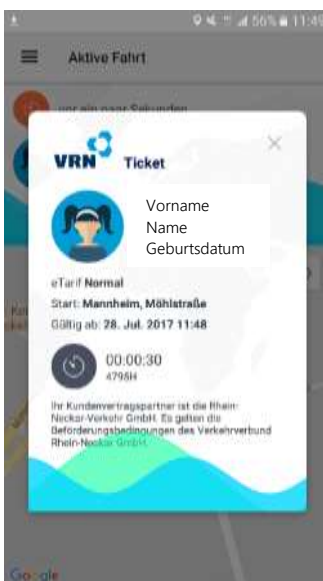 56% 11:49
Aktive Fahrt
vor ein paar Sekunden
VRN Ticket
Vorname
Name
Geburtsdatum
eTarif Normal
Start: Mannheim, Möhlstraße
Gültig ab: 28. Jul. 2017 11:48
00:00:30
4795H
Ihr Kundenvertragspartner ist die Rhein-
Neckar-Verkehr GmbH. Es gelten die
Beförderungsbedingungen des Verkehrverbund
Rhein-Neckar GmbH.
Google